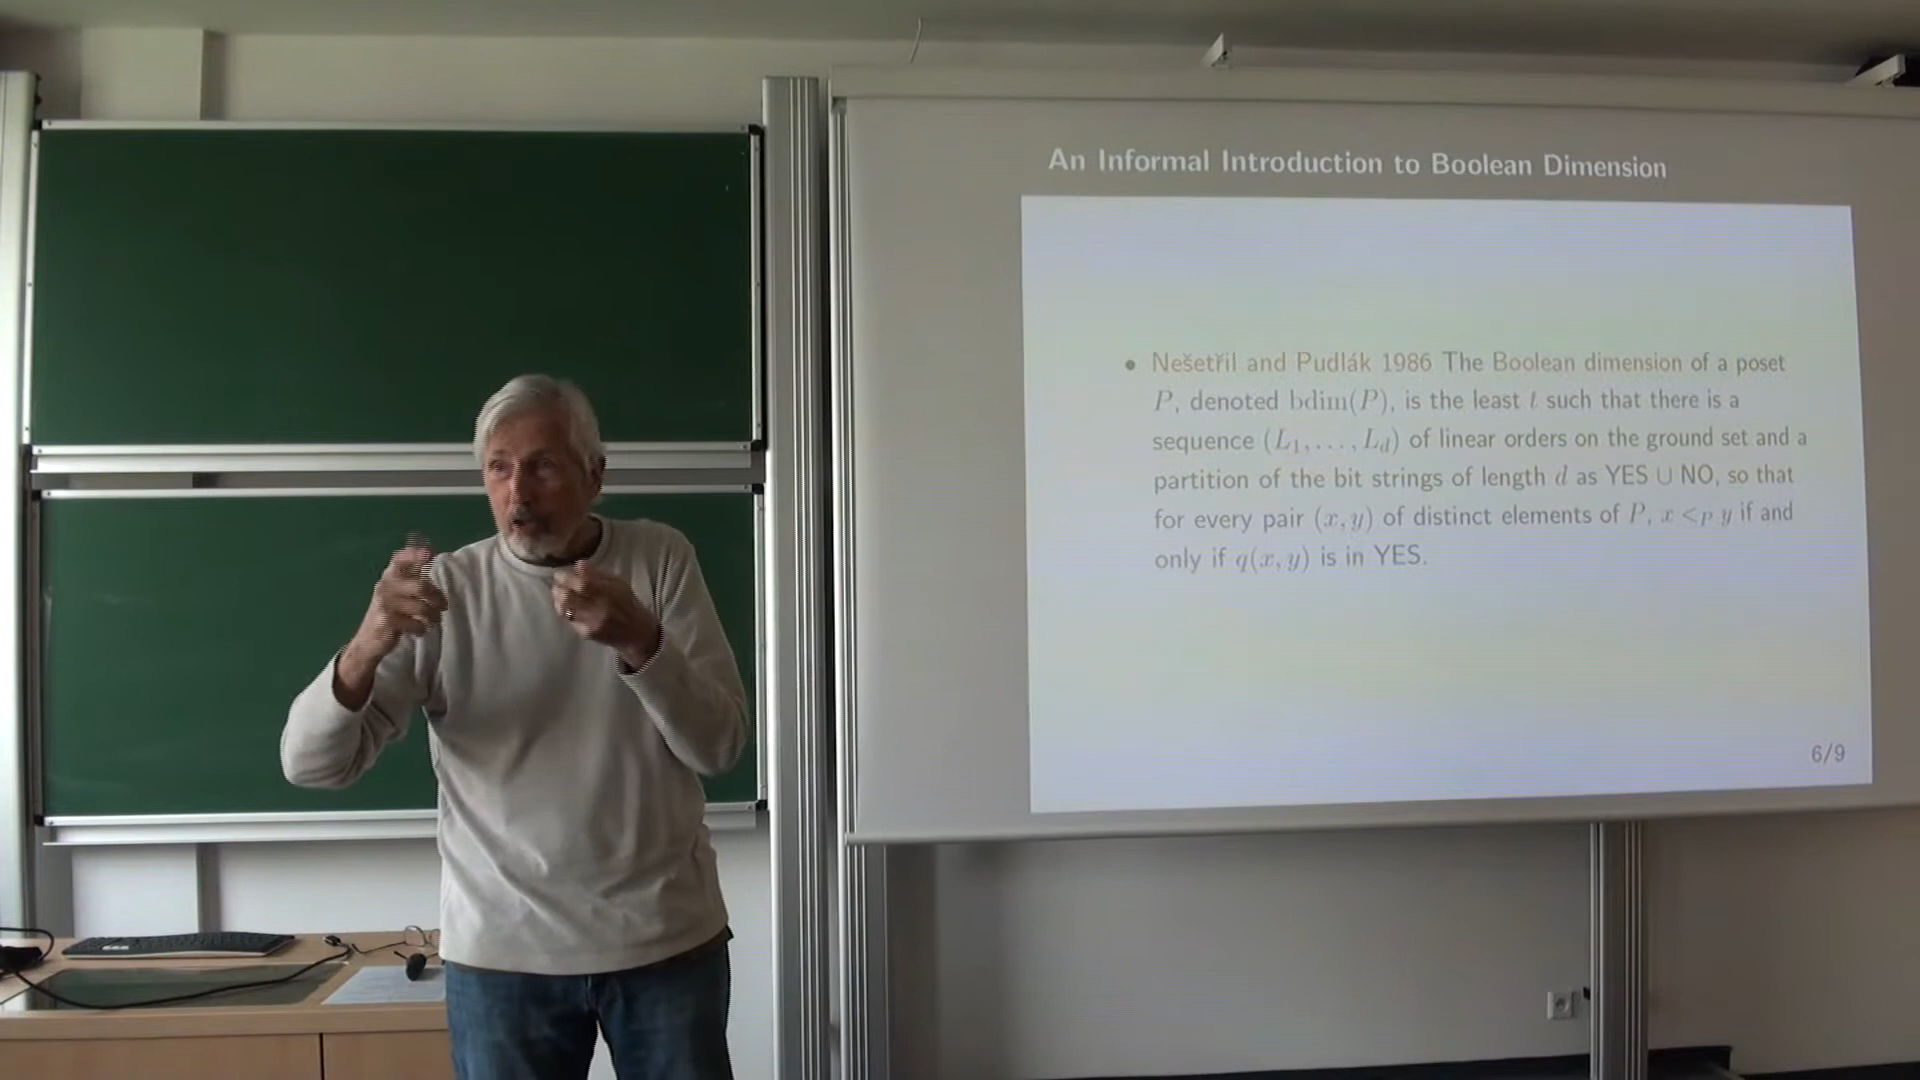 An Informal Introduction to Boolean Dimension
• Nešetřil and Pudlák 1986 The Boolean dimension of a poset
P, denoted bdim(P), is the least t such that there is a
sequence (L₁, . . . , L_d) of linear orders on the ground set and a
partition of the bit strings of length d as YES ∪ NO, so that
for every pair (x, y) of distinct elements of P, x <_P y if and
only if q(x, y) is in YES.
6/9